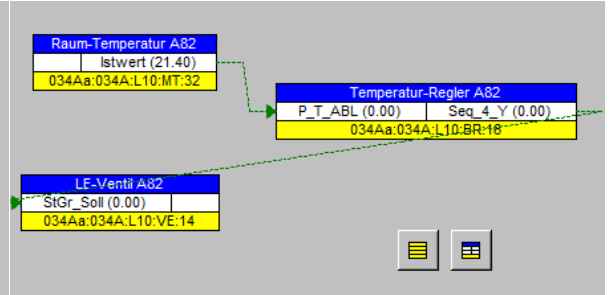 Raum-Temperatur A82
Istwert (21.40)
034Aa:034A:L10:MT:32
Temperatur-Regler A82
P_T_ABL (0.00) Seq_4_Y (0.00)
034Aa:034A:L10:BR:16
LE-Ventil A82
StGr_Soll (0.00)
034Aa:034A:L10:VE:14